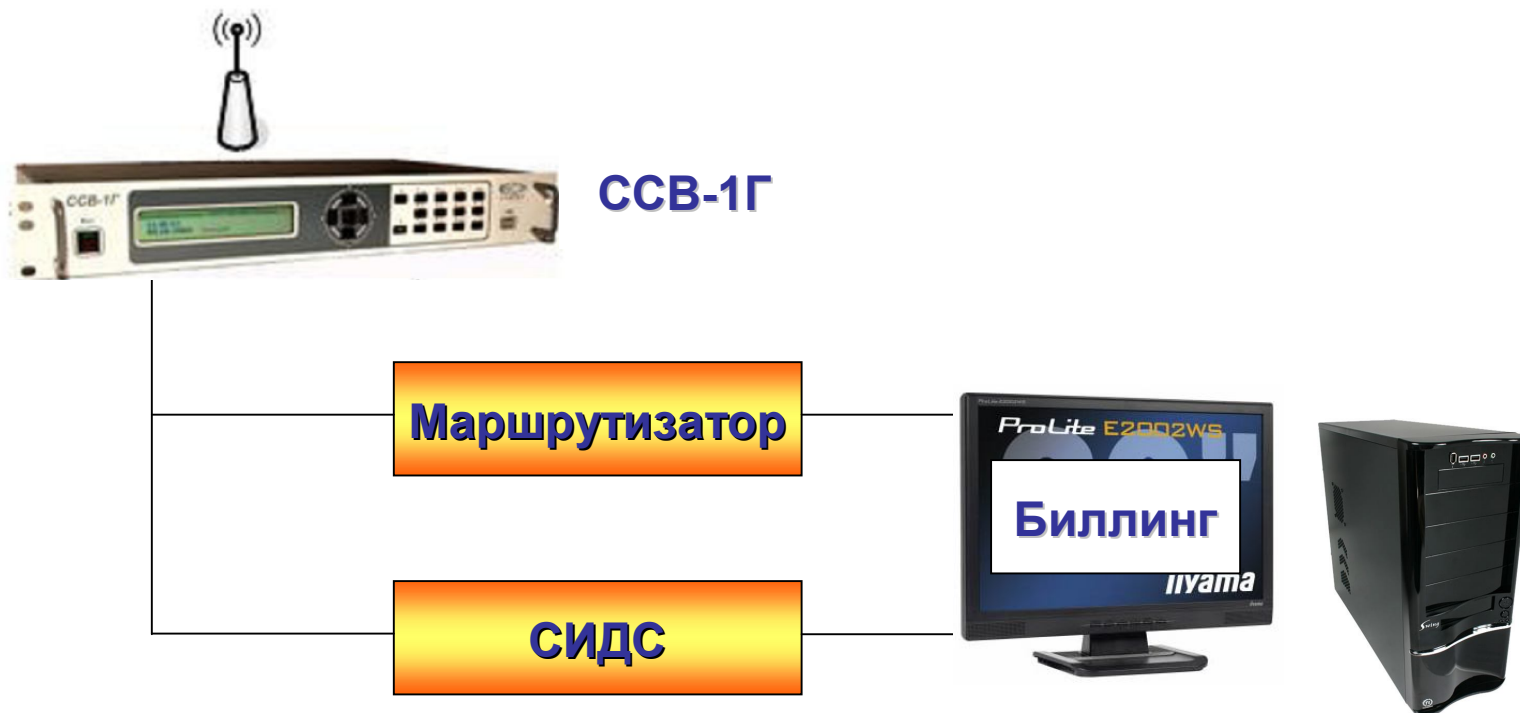 ССВ-1Г
ССВ-1Г
Маршрутизатор
ProLite E2002WS
Биллинг
iiyama
СИДС